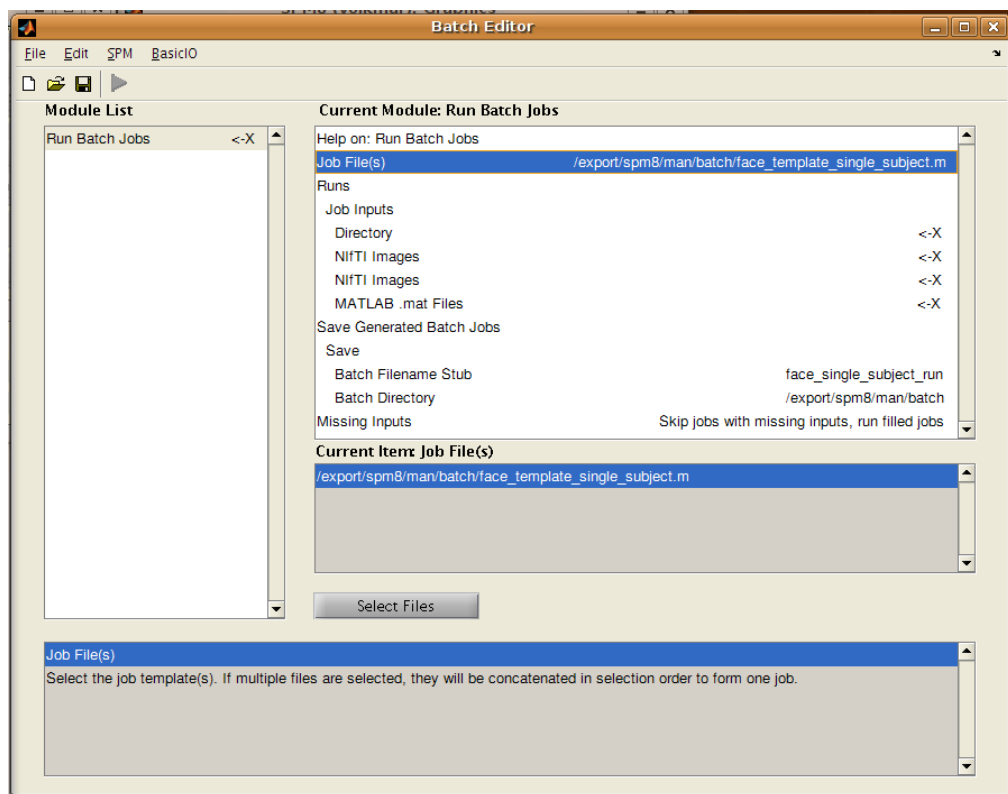 Batch Editor
File Edit SPM BasicIO
Module List
Run Batch Jobs <-X
Current Module: Run Batch Jobs
Help on: Run Batch Jobs
Job File(s) /export/spm8/man/batch/face_template_single_subject.m
Runs
Job Inputs
Directory <-X
NIfTI Images <-X
NIfTI Images <-X
MATLAB .mat Files <-X
Save Generated Batch Jobs
Save
Batch Filename Stub face_single_subject_run
Batch Directory /export/spm8/man/batch
Missing Inputs Skip jobs with missing inputs, run filled jobs
Current Item: Job File(s)
/export/spm8/man/batch/face_template_single_subject.m
Select Files
Job File(s)
Select the job template(s). If multiple files are selected, they will be concatenated in selection order to form one job.